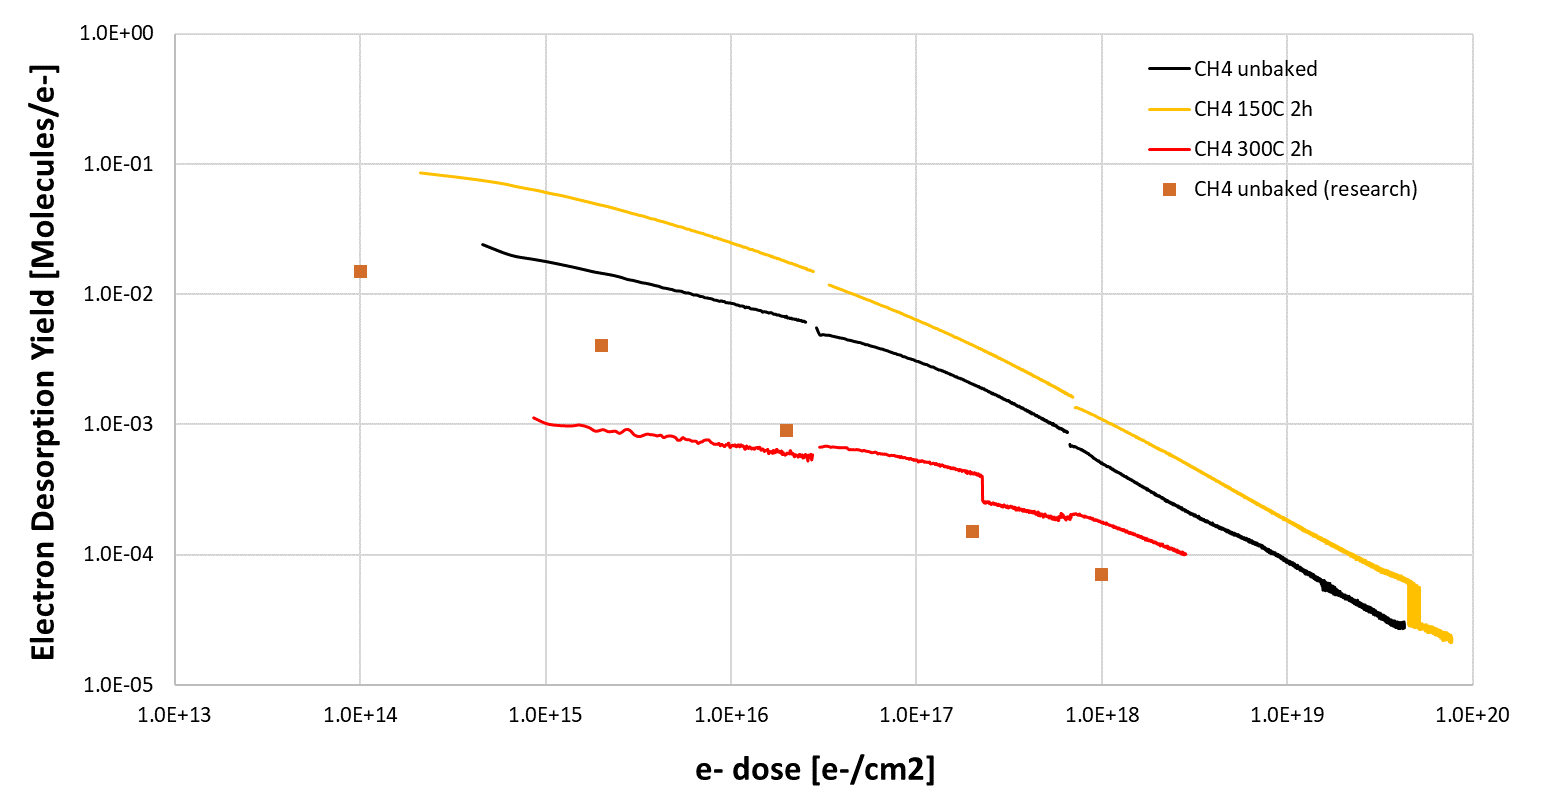 Electron Desorption Yield [Molecules/e-]
1.0E+00
1.0E-01
1.0E-02
1.0E-03
1.0E-04
1.0E-05
CH4 unbaked
CH4 150C 2h
CH4 300C 2h
CH4 unbaked (research)
1.0E+13 1.0E+14 1.0E+15 1.0E+16 1.0E+17 1.0E+18 1.0E+19 1.0E+20
e- dose [e-/cm2]